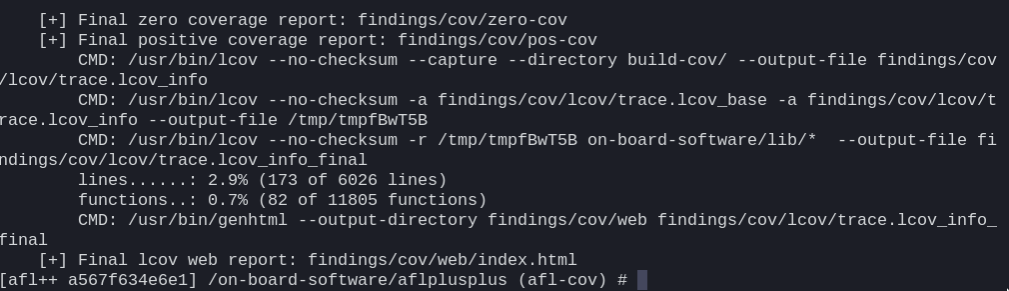 [+] Final zero coverage report: findings/cov/zero-cov
[+] Final positive coverage report: findings/cov/pos-cov
CMD: /usr/bin/lcov --no-checksum --capture --directory build-cov/ --output-file findings/cov
/lcov/trace.lcov_info
CMD: /usr/bin/lcov --no-checksum -a findings/cov/lcov/trace.lcov_base -a findings/cov/lcov/t
race.lcov_info --output-file /tmp/tmpfBwT5B
CMD: /usr/bin/lcov --no-checksum -r /tmp/tmpfBwT5B on-board-software/lib/*  --output-file fi
ndings/cov/lcov/trace.lcov_info_final
lines......: 2.9% (173 of 6026 lines)
functions..: 0.7% (82 of 11805 functions)
CMD: /usr/bin/genhtml --output-directory findings/cov/web findings/cov/lcov/trace.lcov_info_
final
[+] Final lcov web report: findings/cov/web/index.html
[afl++ a567f634e6e1] /on-board-software/aflplusplus (afl-cov) #